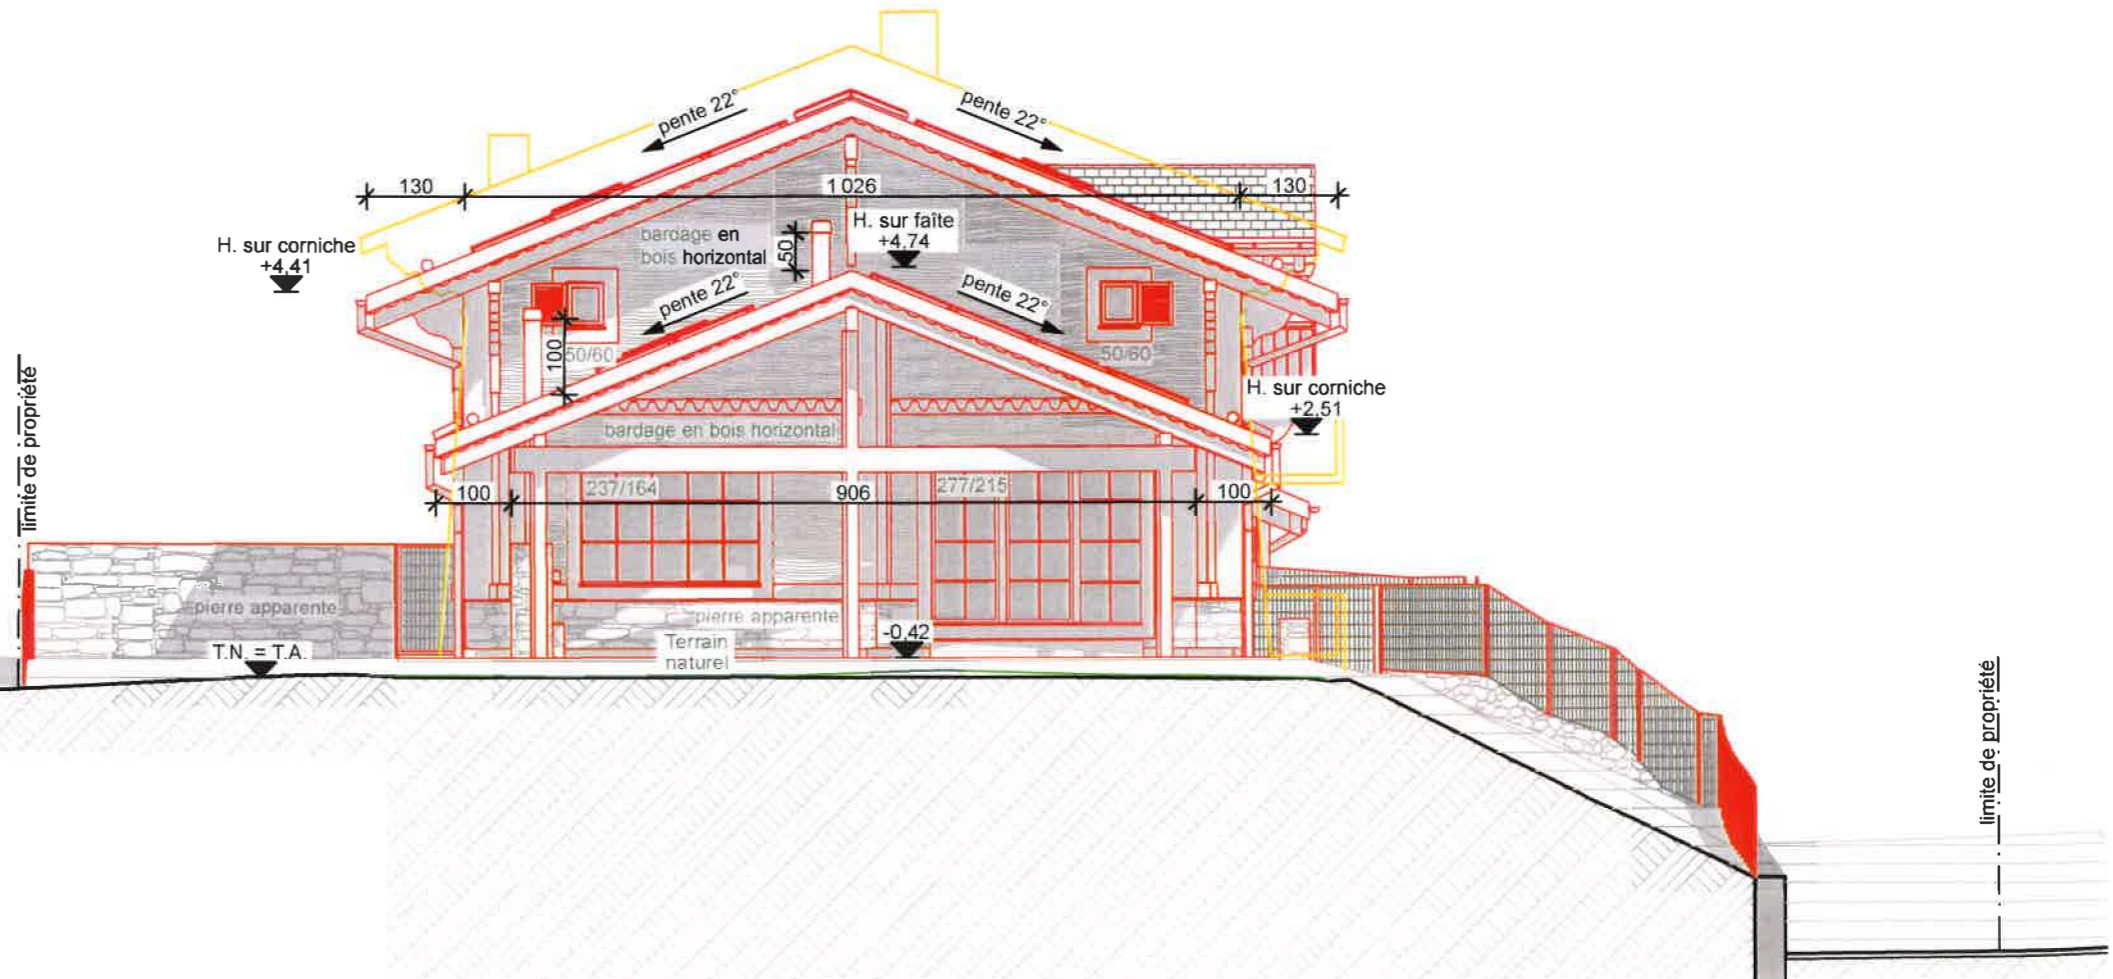 pente 22°
pente 22°
130
1 026
130
H. sur corniche
+4,41
bardage en
bois horizontal
50
H. sur faîte
+4,74
pente 22°
pente 22°
100
50/60
50/60
H. sur corniche
+2,51
bardage en bois horizontal
limite de propriété
100
237/164
906
277/215
100
pierre apparente
pierre apparente
T.N. = T.A.
Terrain
naturel
-0,42
limite de propriété